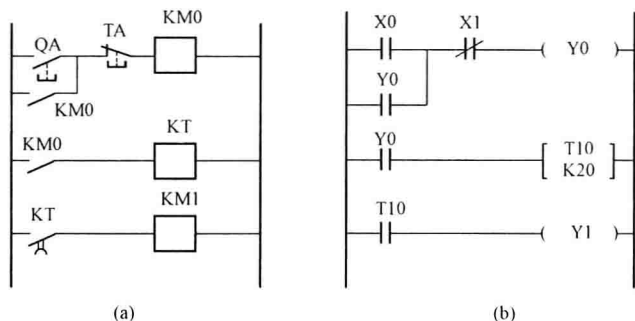 KM0
QA TA
KM0
KM0 KT
KT KM1
(a)
X0 X1
Y0
Y0
Y0 T10
K20
T10
Y1
(b)